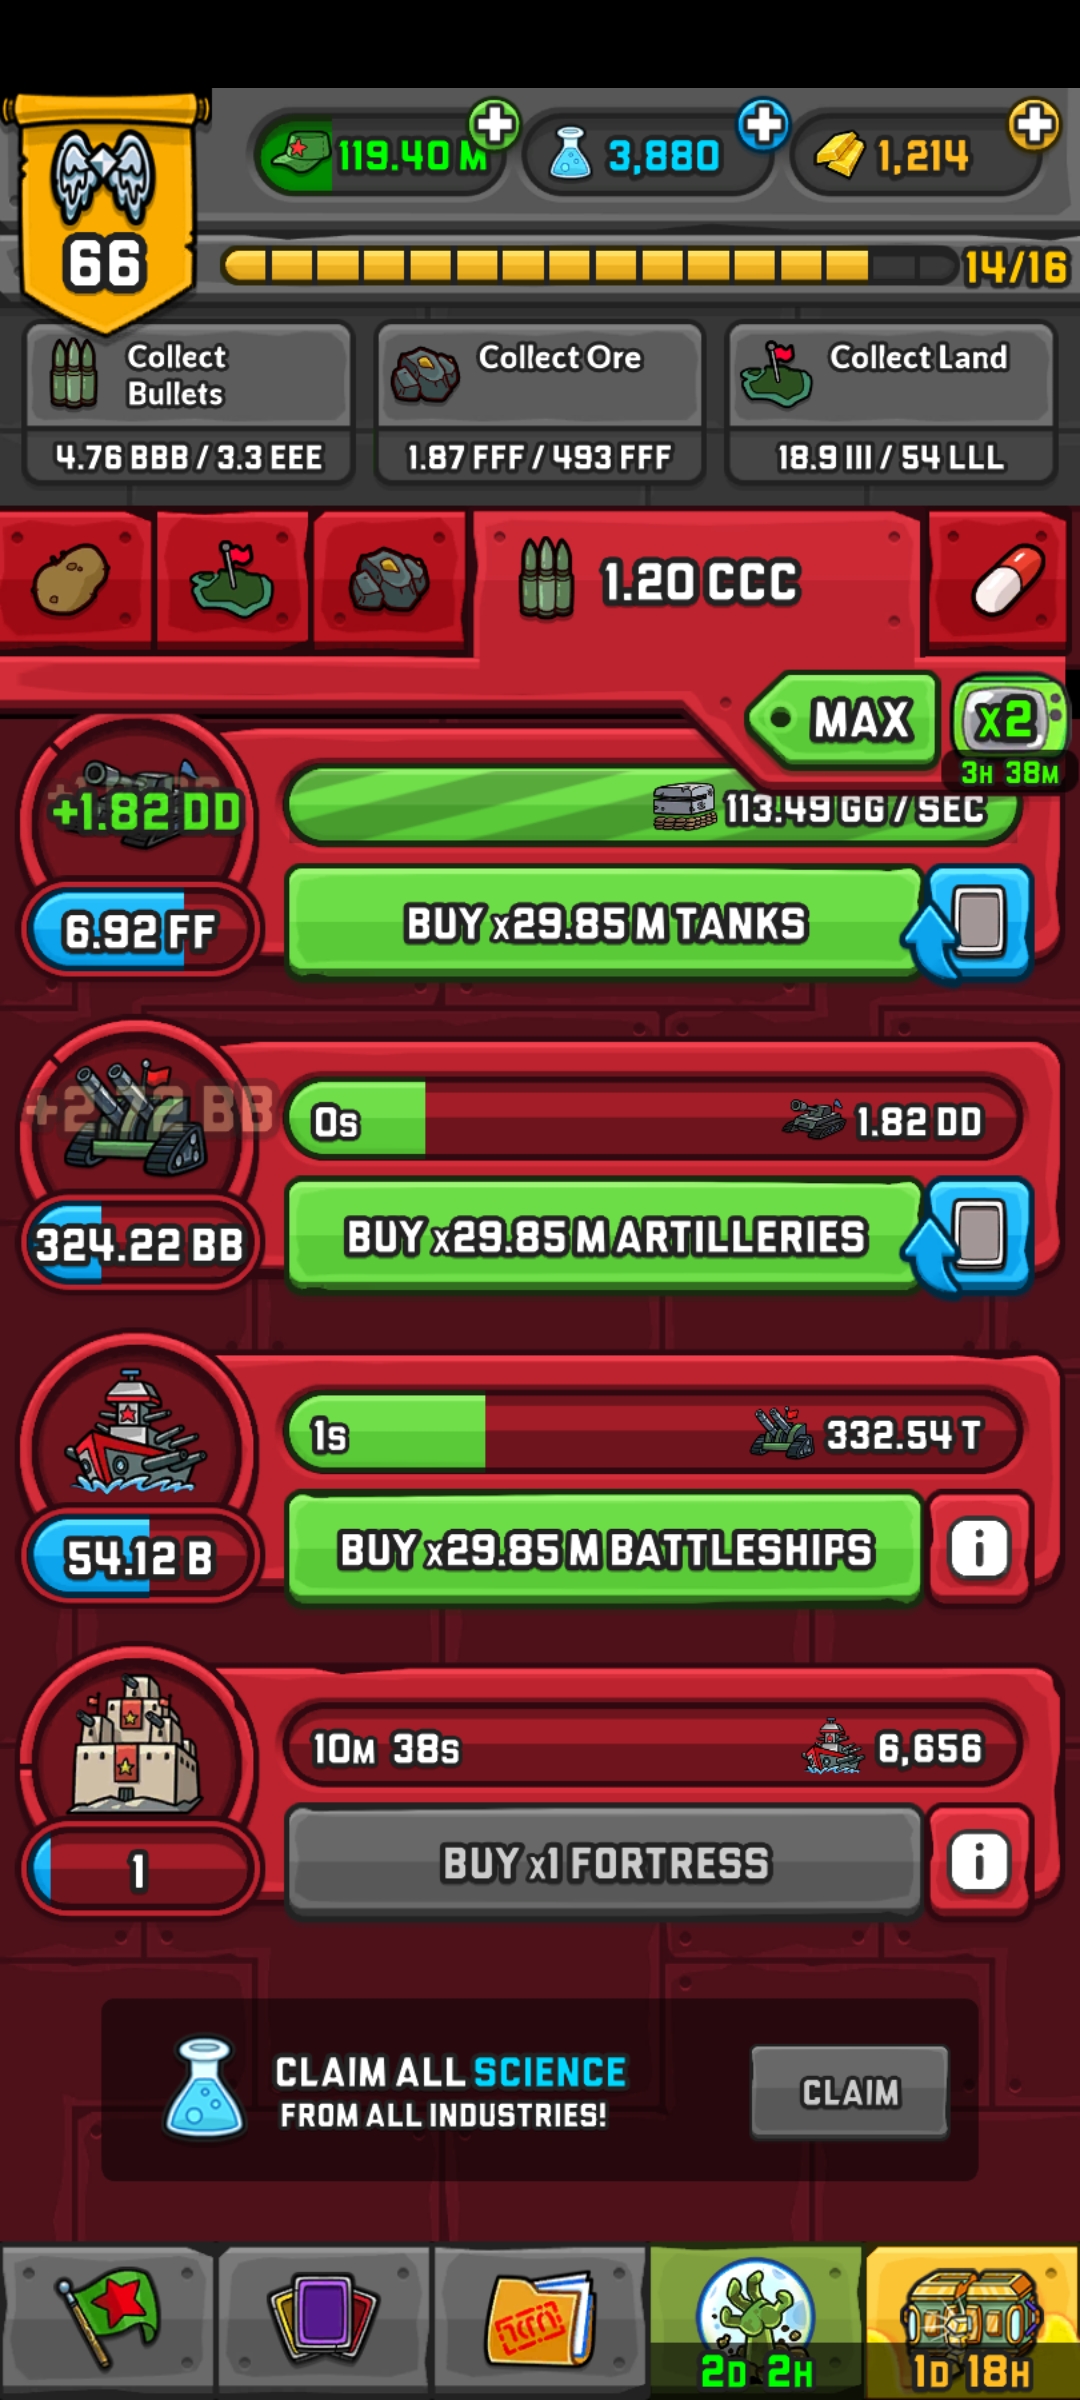 119.40 M
3,880
1,214
66
14/16
Collect
Bullets
4.76 BBB / 3.3 EEE
Collect Ore
1.87 FFF / 493 FFF
Collect Land
18.9 III / 54 LLL
1.20 CCC
MAX
x2
3H 38M
+1.82 DD
113.49 GG / SEC
6.92 FF
BUY x29.85 M TANKS
+2.72 BB
0s
1.82 DD
324.22 BB
BUY x29.85 M ARTILLERIES
1s
332.54 T
54.12 B
BUY x29.85 M BATTLESHIPS
i
10M 38S
6,656
1
BUY x1 FORTRESS
i
CLAIM ALL SCIENCE
FROM ALL INDUSTRIES!
CLAIM
2D 2H
1D 18H